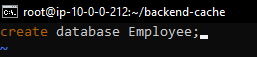 C:\. root@ip-10-0-0-212:~/backend-cache
create database Employee;
~